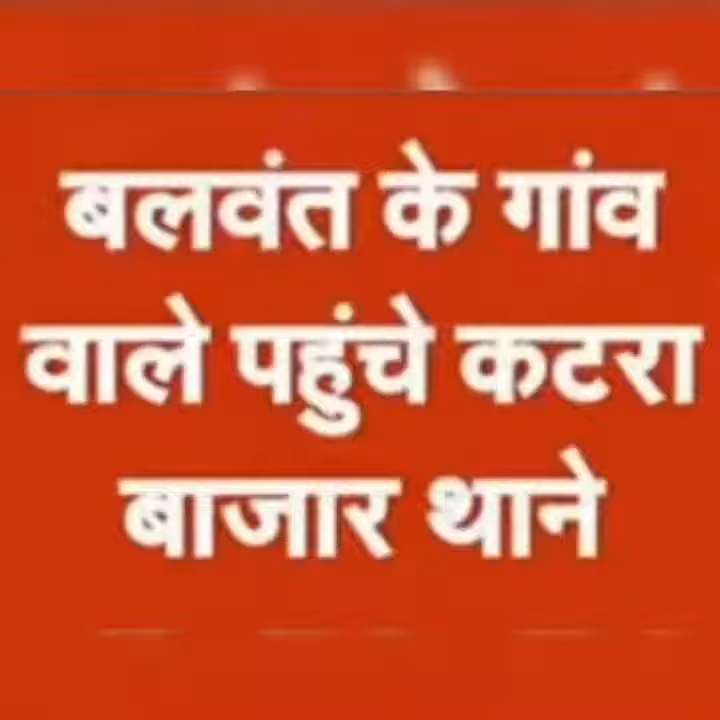 बलवंत के गांव
वाले पहुंचे कटरा
बाजार थाने